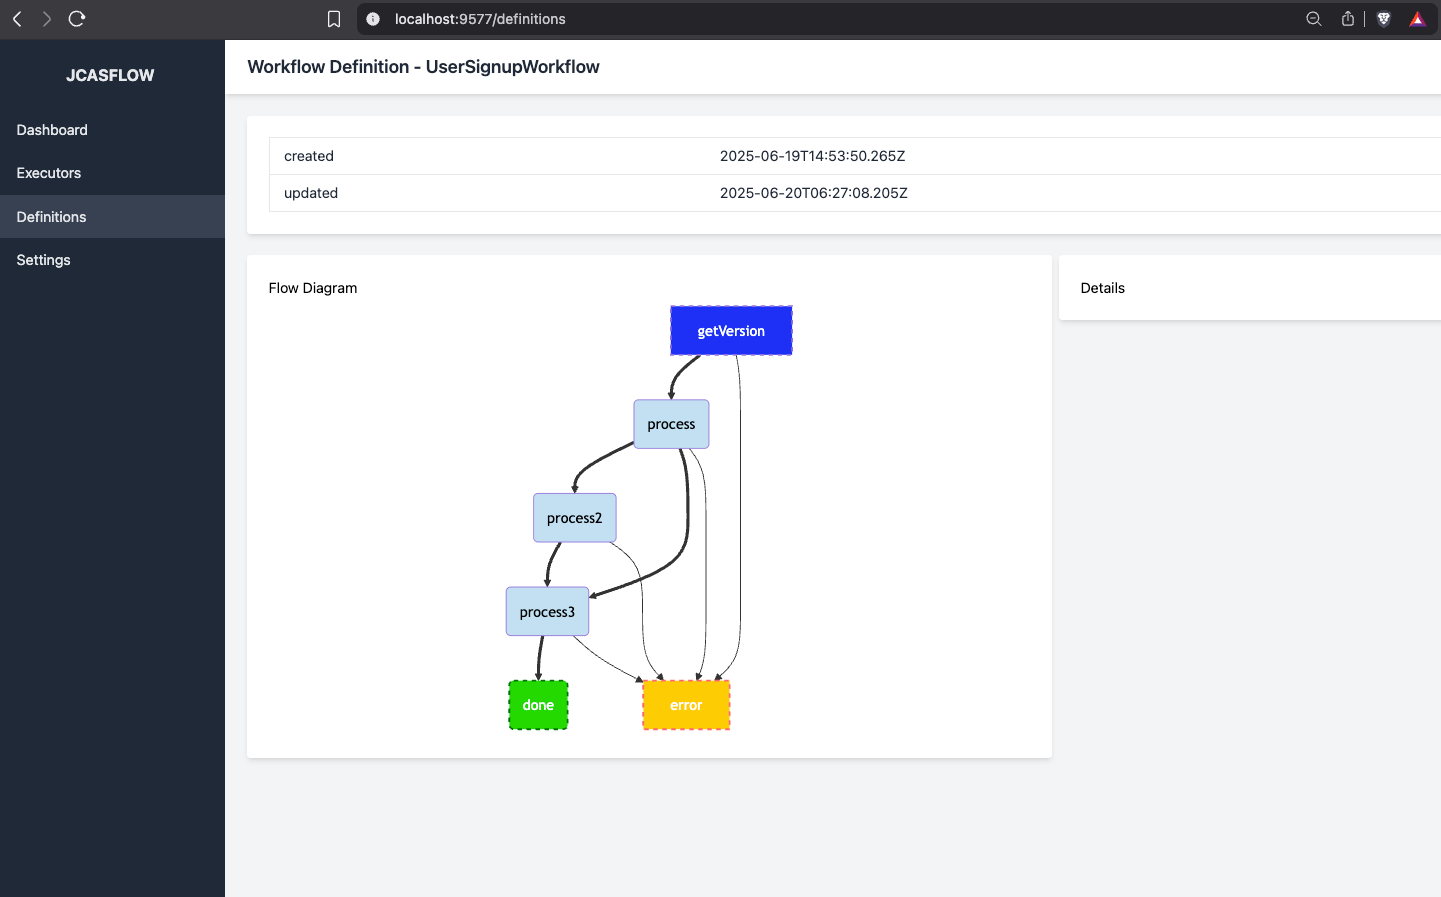 localhost:9577/definitions
JCASFLOW
Dashboard
Executors
Definitions
Settings
Workflow Definition - UserSignupWorkflow
created 2025-06-19T14:53:50.265Z
updated 2025-06-20T06:27:08.205Z
Flow Diagram
getVersion
process
process2
process3
done
error
Details